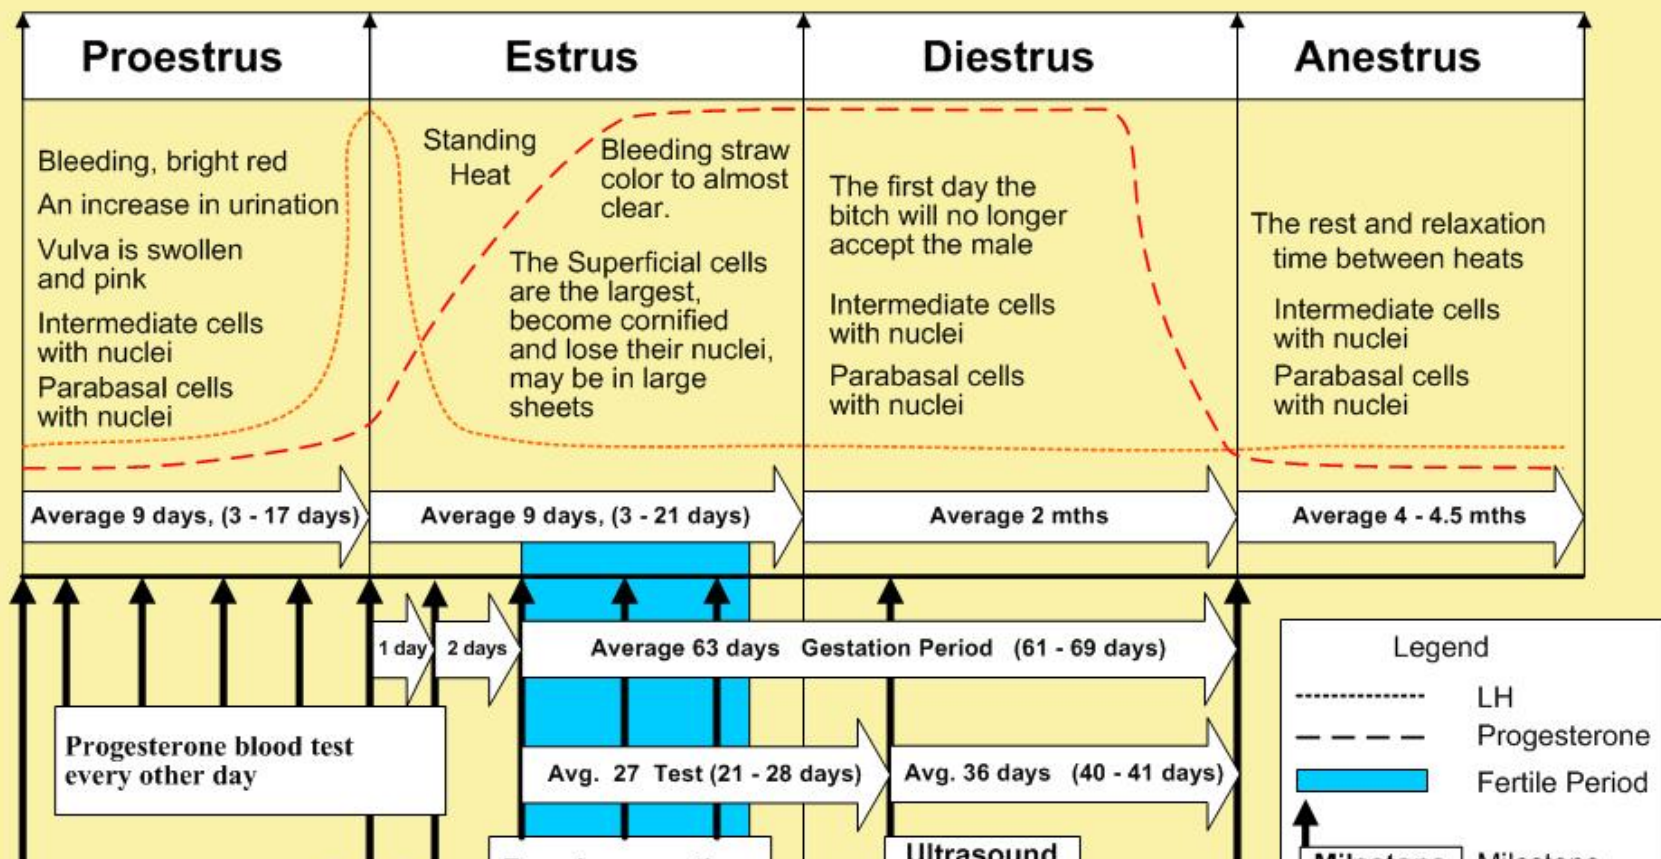 Proestrus
Estrus
Diestrus
Anestrus
Bleeding, bright red
An increase in urination
Vulva is swollen
and pink
Intermediate cells
with nuclei
Parabasal cells
with nuclei
Standing
Heat
Bleeding straw
color to almost
clear.
The Superficial cells
are the largest,
become cornified
and lose their nuclei,
may be in large
sheets
The first day the
bitch will no longer
accept the male
Intermediate cells
with nuclei
Parabasal cells
with nuclei
The rest and relaxation
time between heats
Intermediate cells
with nuclei
Parabasal cells
with nuclei
Average 9 days, (3 - 17 days)
Average 9 days, (3 - 21 days)
Average 2 mths
Average 4 - 4.5 mths
1 day
2 days
Average 63 days Gestation Period (61 - 69 days)
Progesterone blood test
every other day
Avg. 27 Test (21 - 28 days)
Avg. 36 days (40 - 41 days)
Ultrasound
Legend
LH
Progesterone
Fertile Period
Milestone
Milestone